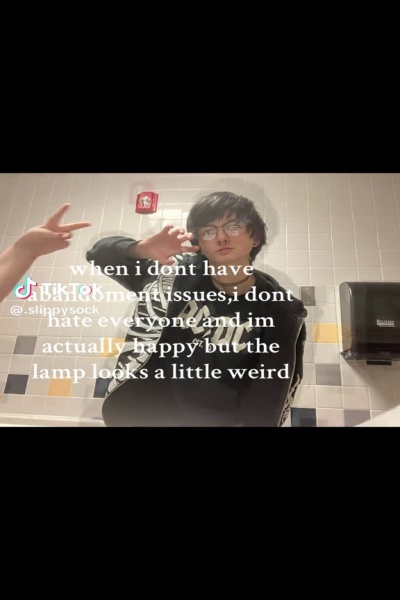 when i dont have
abandoment issues,i dont
hate everyone and im
actually happy but the
lamp looks a little weird
TikTok
@.slippysock